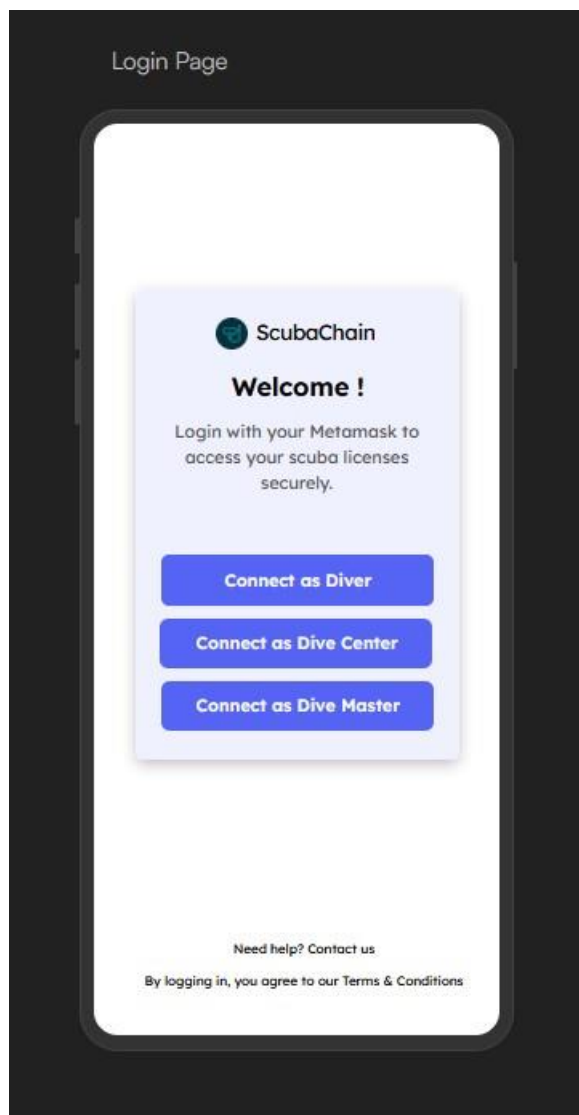 Login Page
ScubaChain
Welcome !
Login with your Metamask to
access your scuba licenses
securely.
Connect as Diver
Connect as Dive Center
Connect as Dive Master
Need help? Contact us
By logging in, you agree to our Terms & Conditions